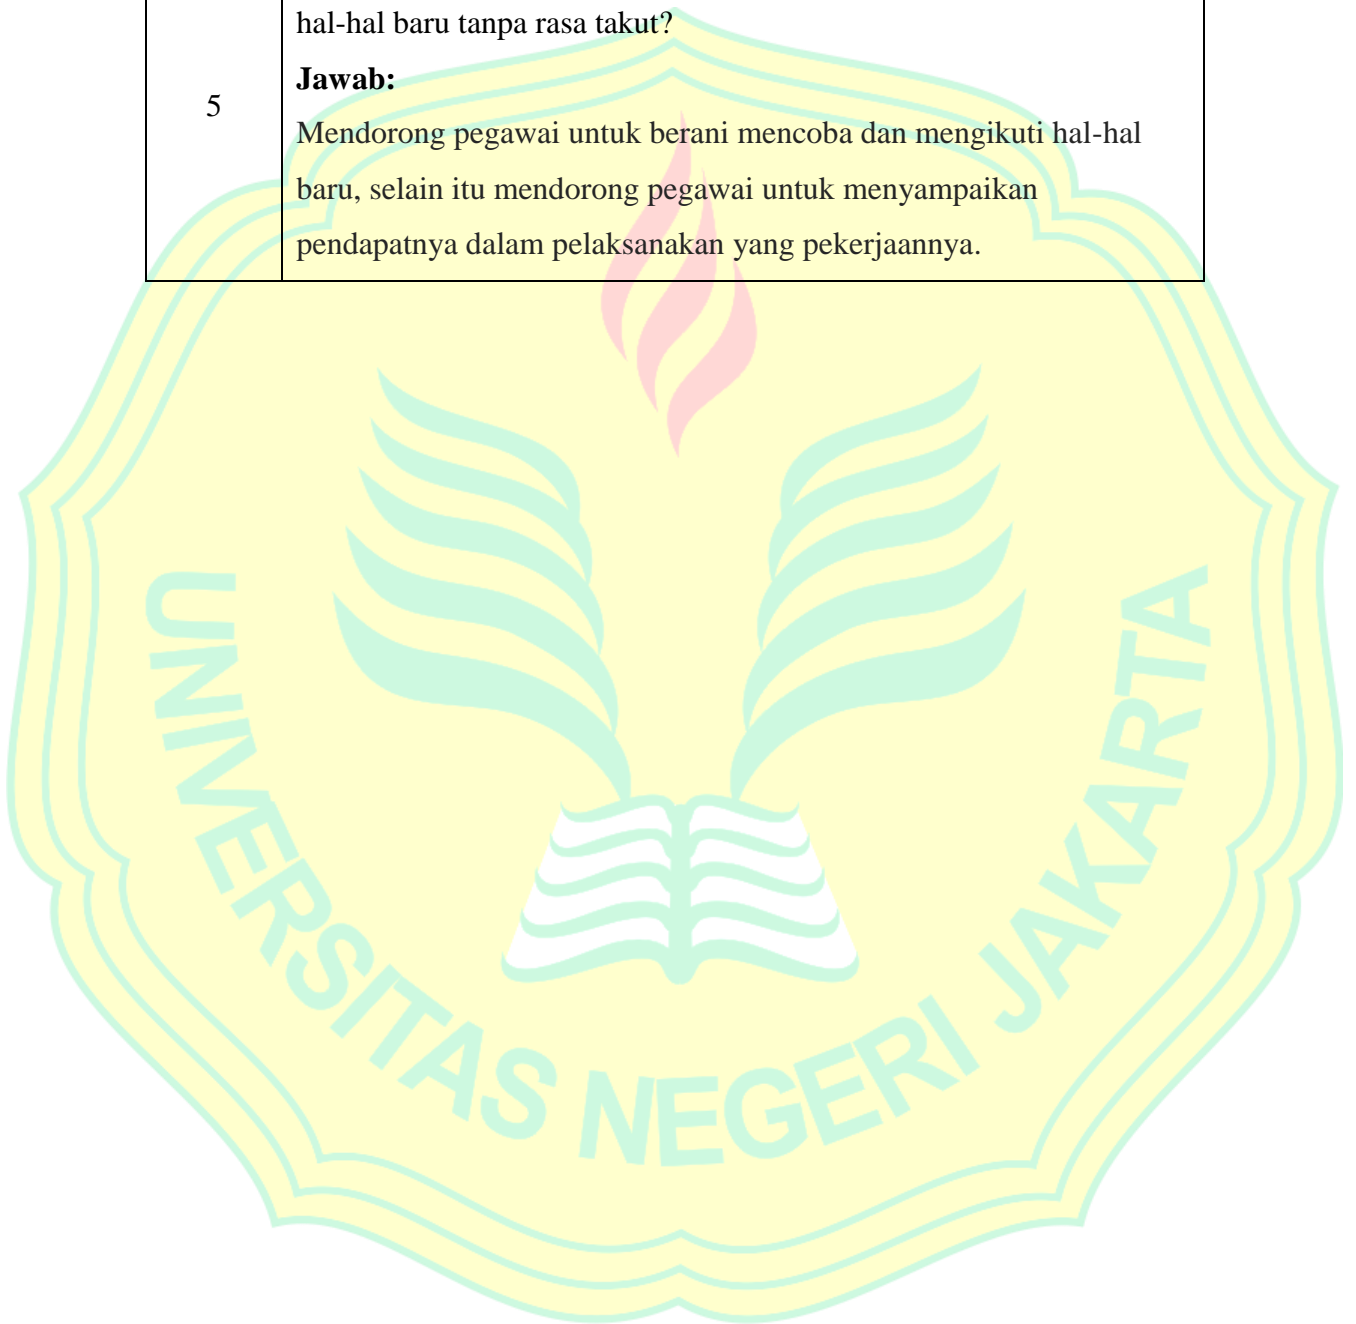 hal-hal baru tanpa rasa takut?
Jawab:
5
Mendorong pegawai untuk berani mencoba dan mengikuti hal-hal
baru, selain itu mendorong pegawai untuk menyampaikan
pendapatnya dalam pelaksanakan yang pekerjaannya.
UNIVERSITAS NEGERI JAKARTA